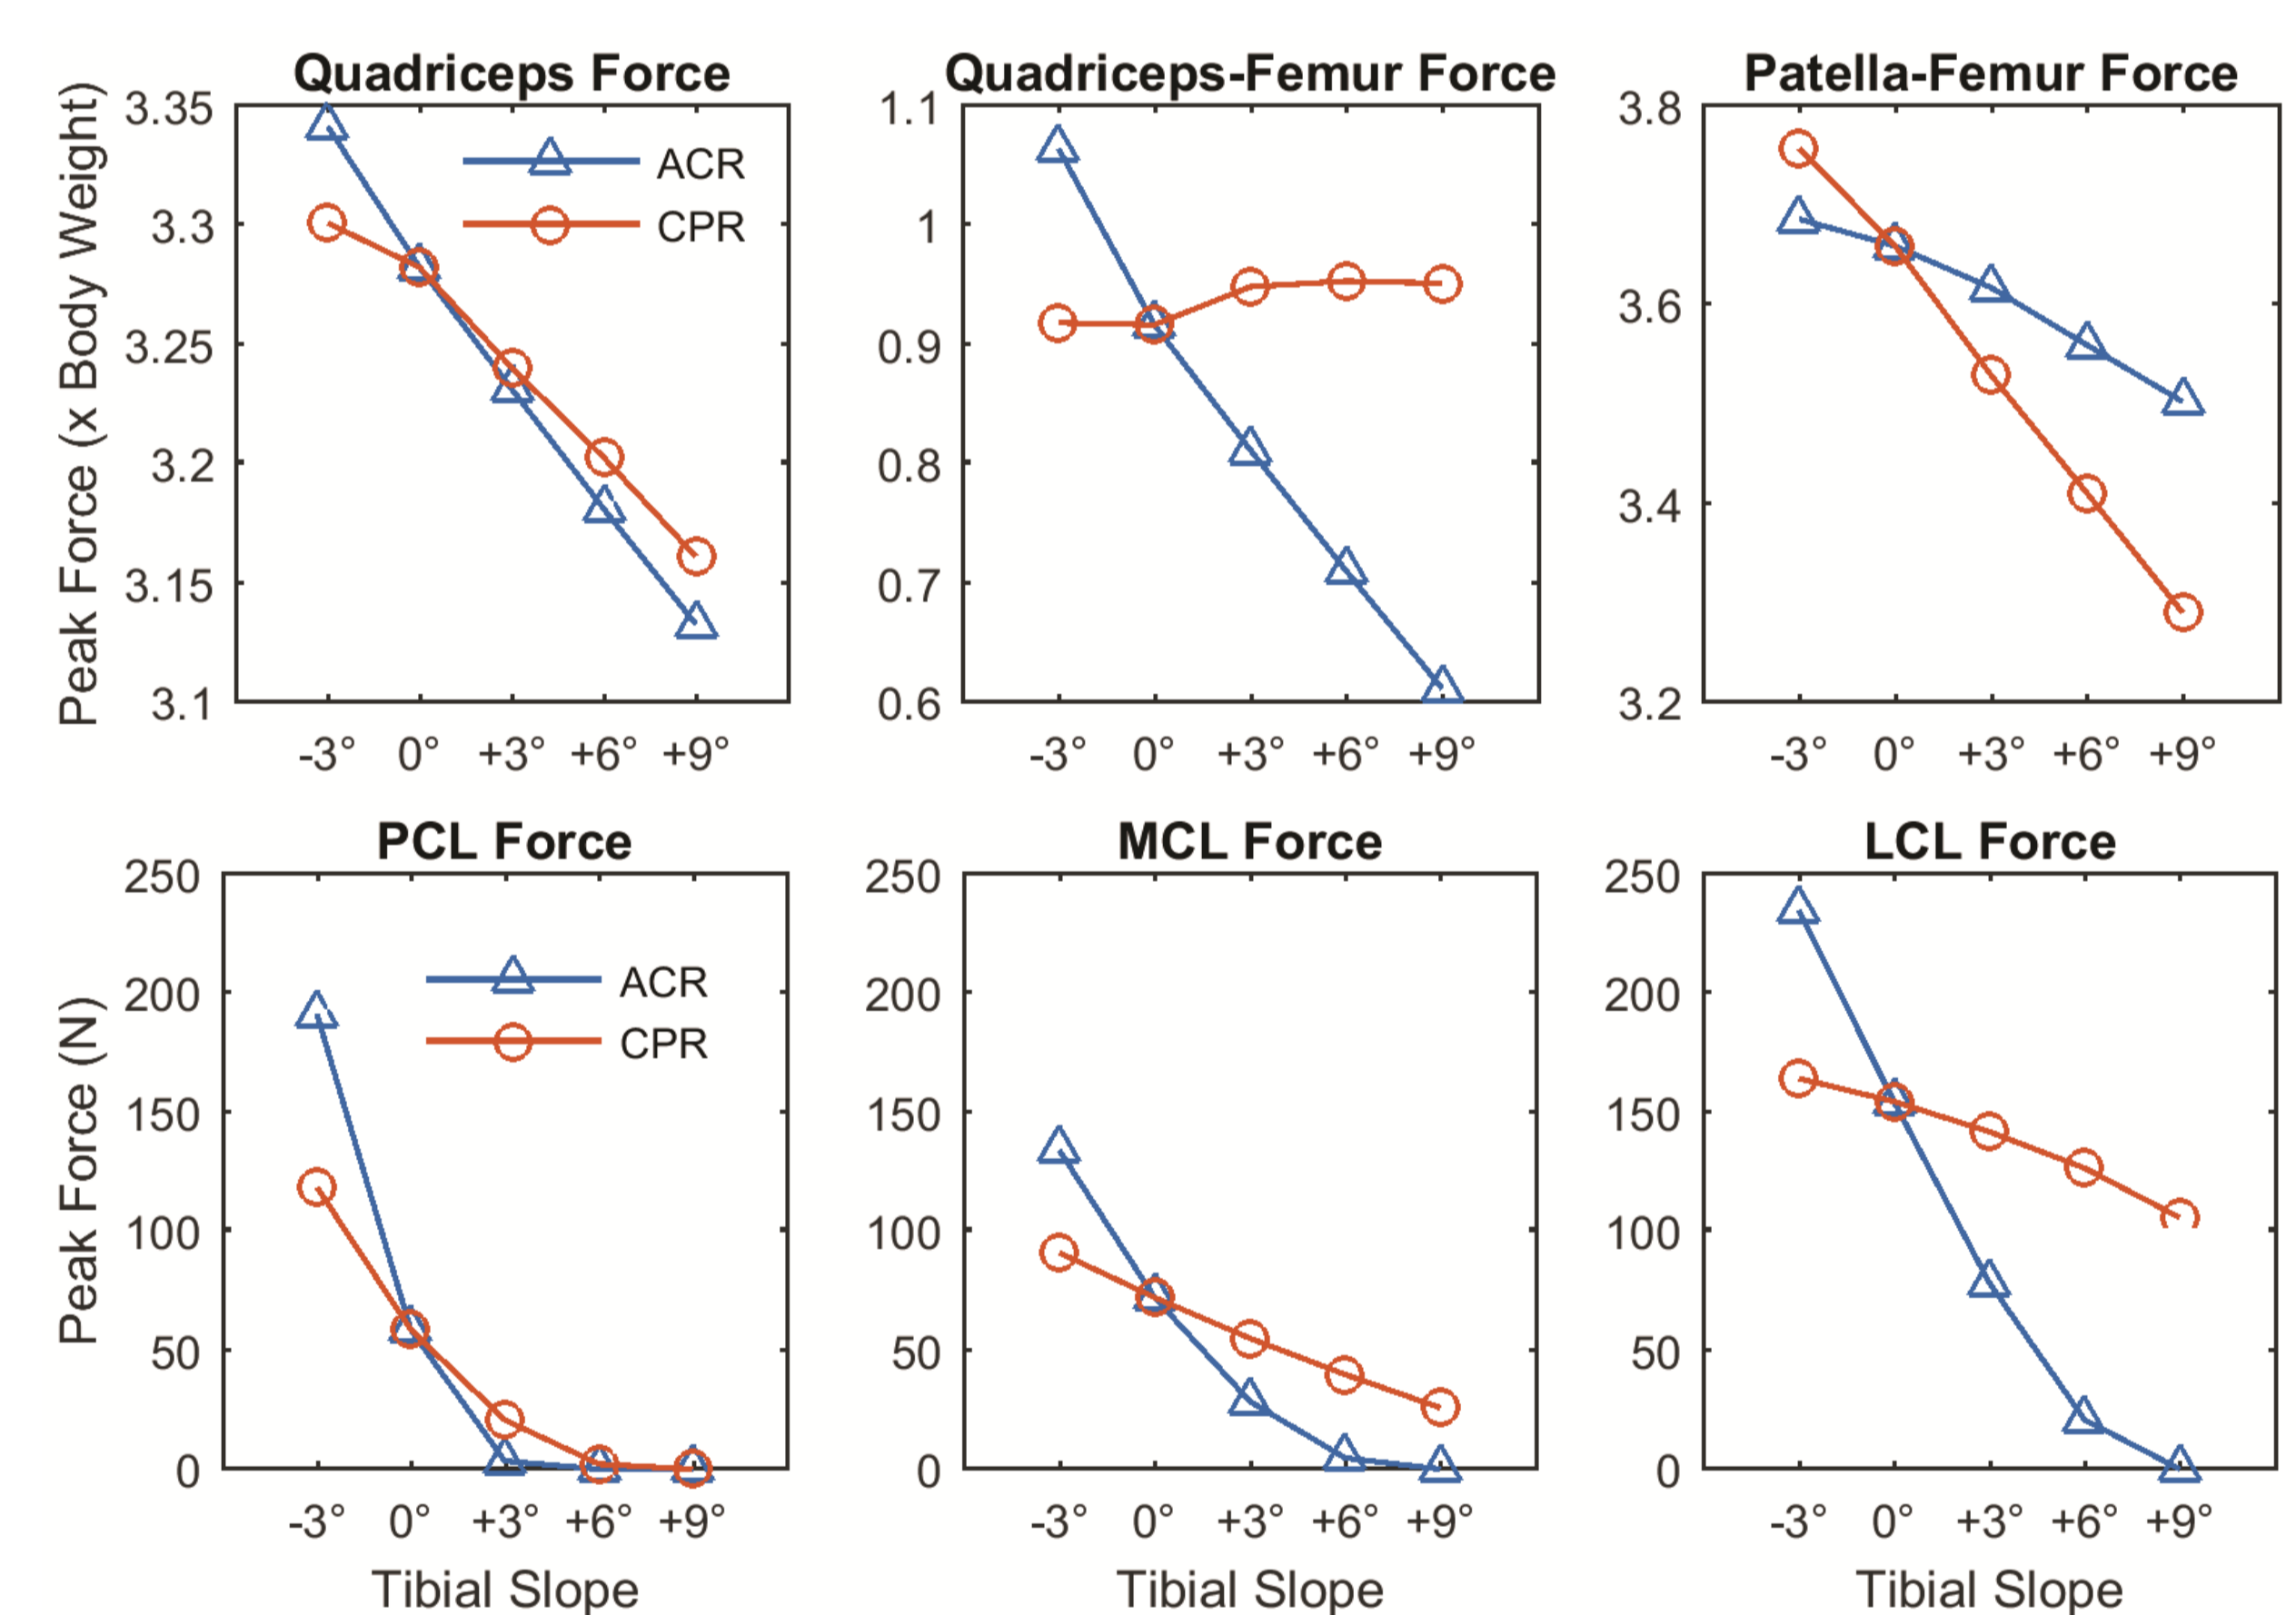 Quadriceps Force
Quadriceps-Femur Force
Patella-Femur Force
Peak Force (x Body Weight)
3.35
3.3
3.25
3.2
3.15
3.1
ACR
CPR
-3° 0° +3° +6° +9°
1.1
1
0.9
0.8
0.7
0.6
-3° 0° +3° +6° +9°
3.8
3.6
3.4
3.2
-3° 0° +3° +6° +9°
PCL Force
MCL Force
LCL Force
Peak Force (N)
250
200
150
100
50
0
ACR
CPR
-3° 0° +3° +6° +9°
Tibial Slope
250
200
150
100
50
0
-3° 0° +3° +6° +9°
Tibial Slope
250
200
150
100
50
0
-3° 0° +3° +6° +9°
Tibial Slope